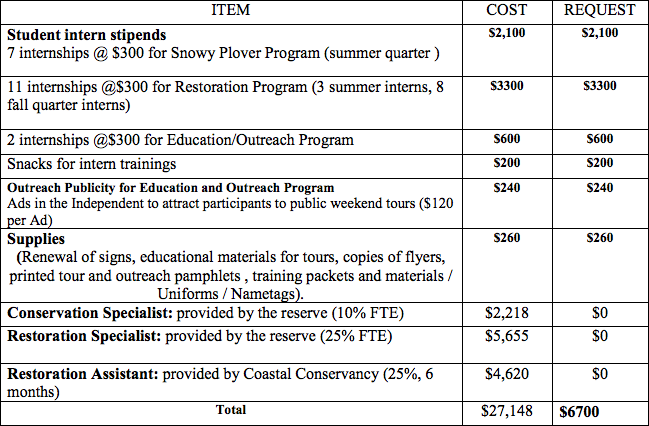 ITEM COST REQUEST
Student intern stipends $2,100 $2,100
7 internships @ $300 for Snowy Plover Program (summer quarter )
11 internships @$300 for Restoration Program (3 summer interns, 8 $3300 $3300
fall quarter interns)
2 internships @$300 for Education/Outreach Program $600 $600
Snacks for intern trainings $200 $200
Outreach Publicity for Education and Outreach Program $240 $240
Ads in the Independent to attract participants to public weekend tours ($120
per Ad)
Supplies $260 $260
(Renewal of signs, educational materials for tours, copies of flyers,
printed tour and outreach pamphlets , training packets and materials /
Uniforms / Nametags).
Conservation Specialist: provided by the reserve (10% FTE) $2,218 $0
Restoration Specialist: provided by the reserve (25% FTE) $5,655 $0
Restoration Assistant: provided by Coastal Conservancy (25%, 6 $4,620 $0
months)
Total $27,148 $6700